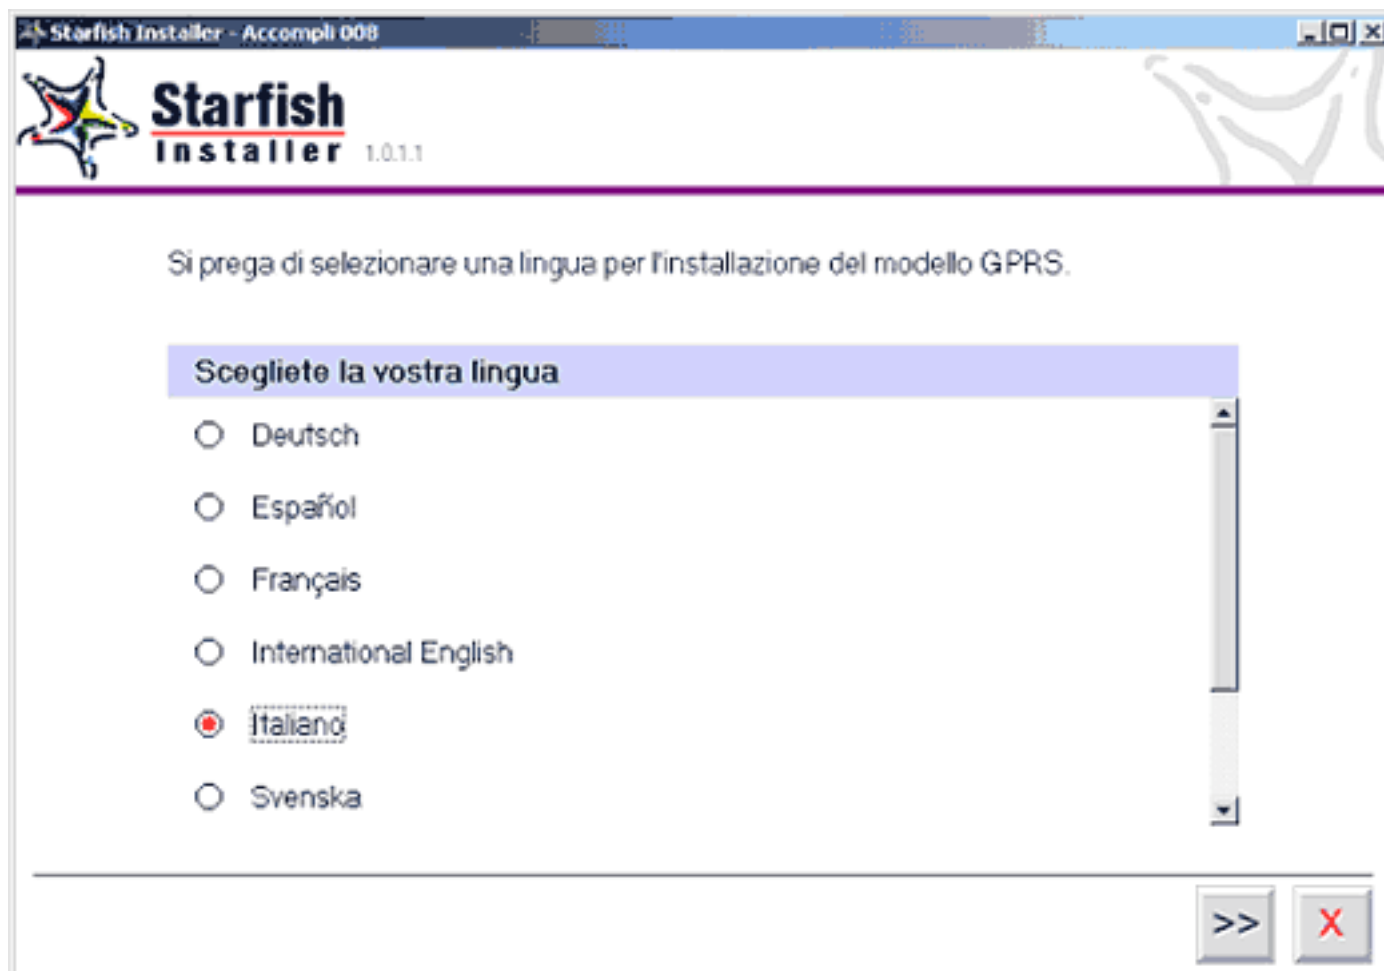 Starfish Installer - Accompli 008
Starfish
Installer 1.0.1.1
Si prega di selezionare una lingua per l'installazione del modello GPRS.
Scegliete la vostra lingua
Deutsch
Español
Français
International English
Italiano
Svenska
>> X